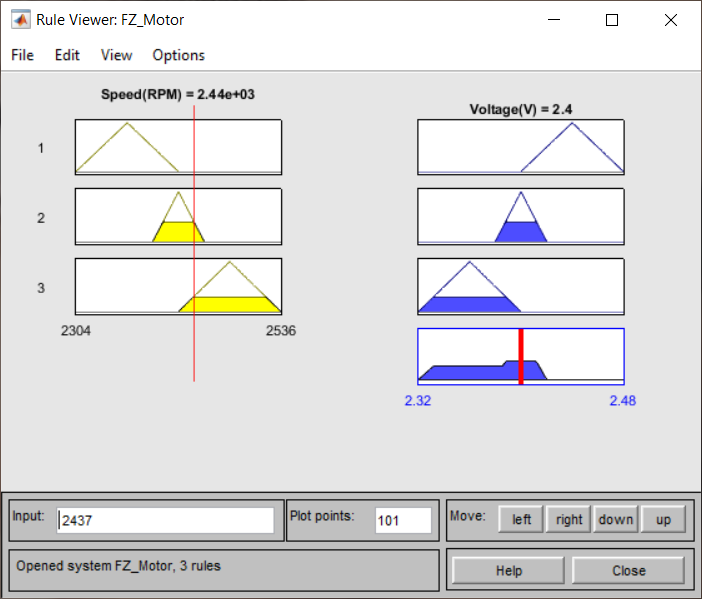 Rule Viewer: FZ_Motor
File Edit View Options
Speed(RPM) = 2.44e+03
Voltage(V) = 2.4
1
2
3
2304 2536
2.32 2.48
Input: 2437 Plot points: 101 Move: left right down up
Opened system FZ_Motor, 3 rules Help Close